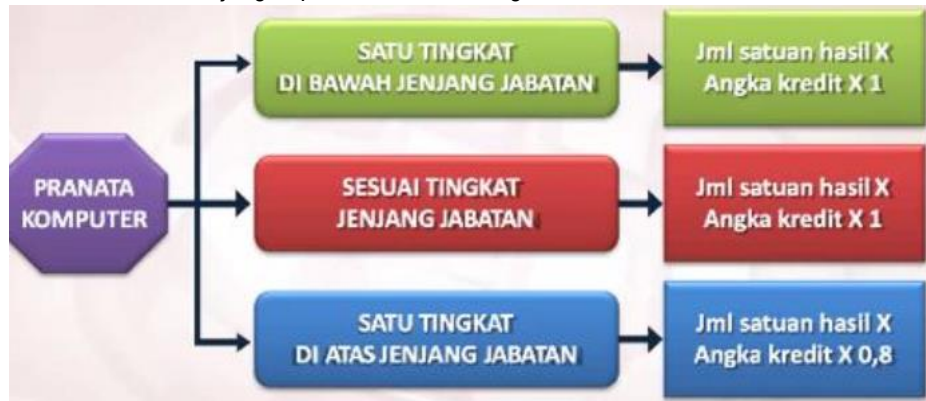 PRANATA
KOMPUTER
SATU TINGKAT
DI BAWAH JENJANG JABATAN
Jml satuan hasil X
Angka kredit X 1
SESUAI TINGKAT
JENJANG JABATAN
Jml satuan hasil X
Angka kredit X 1
SATU TINGKAT
DI ATAS JENJANG JABATAN
Jml satuan hasil X
Angka kredit X 0,8